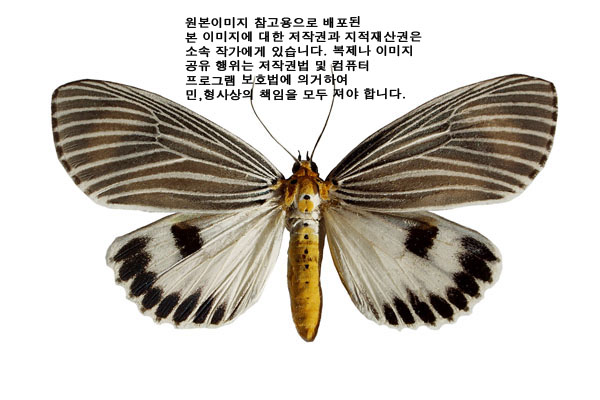 원본이미지 참고용으로 배포된
본 이미지에 대한 저작권과 지적재산권은
소속 작가에게 있습니다. 복제나 이미지
공유 행위는 저작권법 및 컴퓨터
프로그램 보호법에 의거하여
민,형사상의 책임을 모두 져야 합니다.